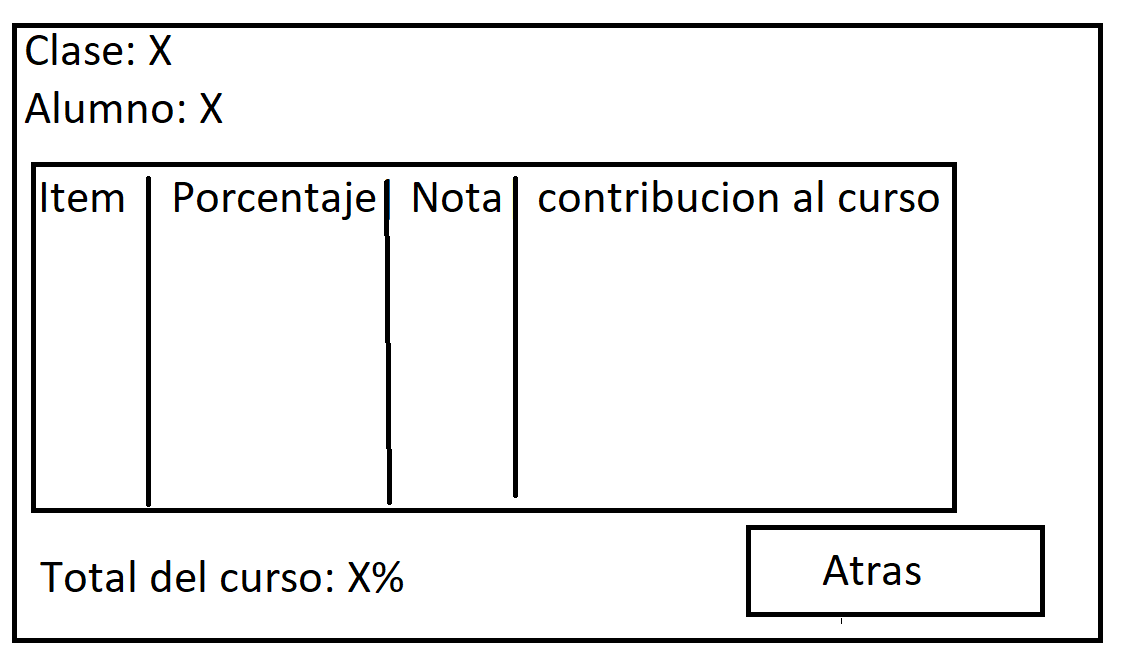 Clase: X
Alumno: X
Item Porcentaje Nota contribucion al curso
Total del curso: X%
Atras